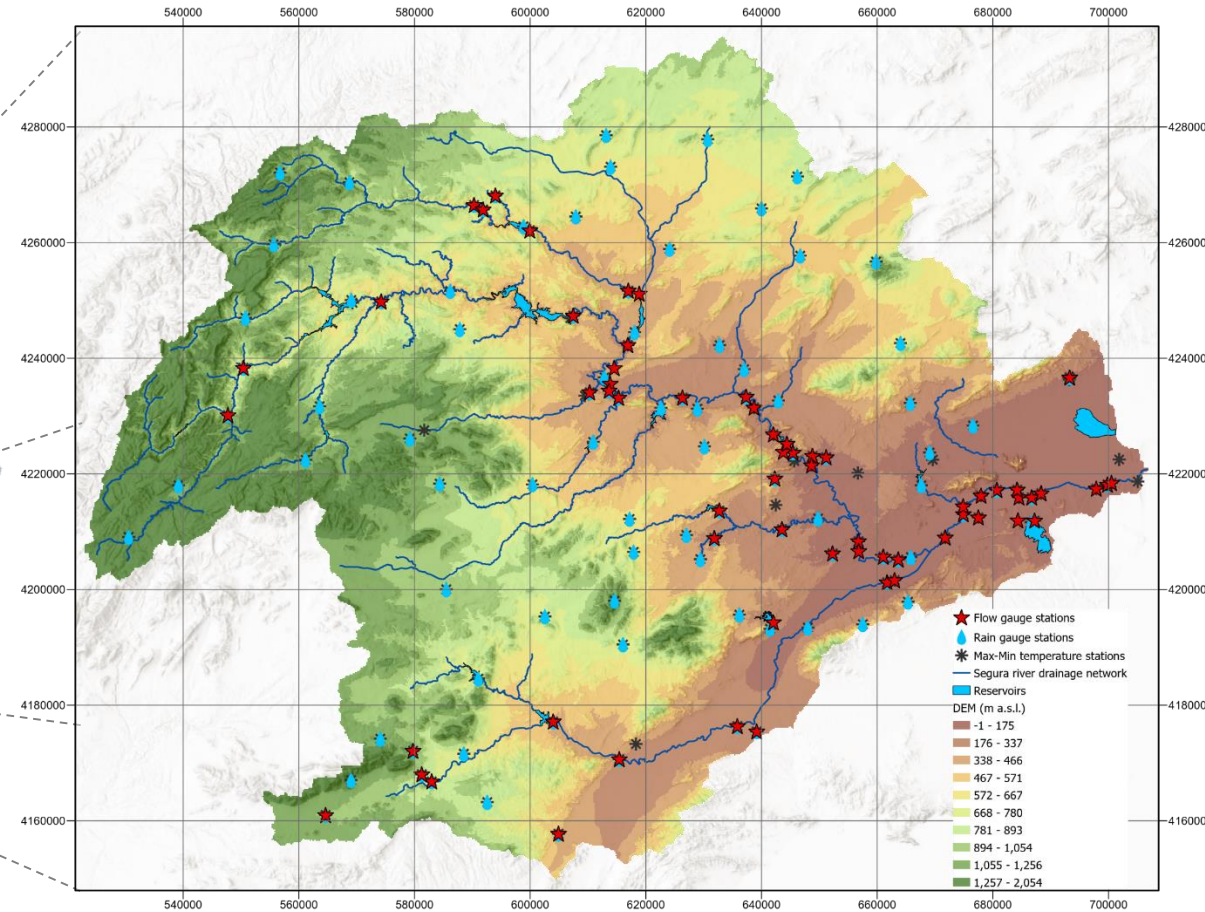 540000 560000 580000 600000 620000 640000 660000 680000 700000
4280000 4280000
4260000 4260000
4240000 4240000
4220000 4220000
4200000 4200000
4180000 4180000
4160000 4160000
Flow gauge stations
Rain gauge stations
Max-Min temperature stations
Segura river drainage network
Reservoirs
DEM (m a.s.l.)
-1 - 175
176 - 337
338 - 466
467 - 571
572 - 667
668 - 780
781 - 893
894 - 1,054
1,055 - 1,256
1,257 - 2,054
540000 560000 580000 600000 620000 640000 660000 680000 700000